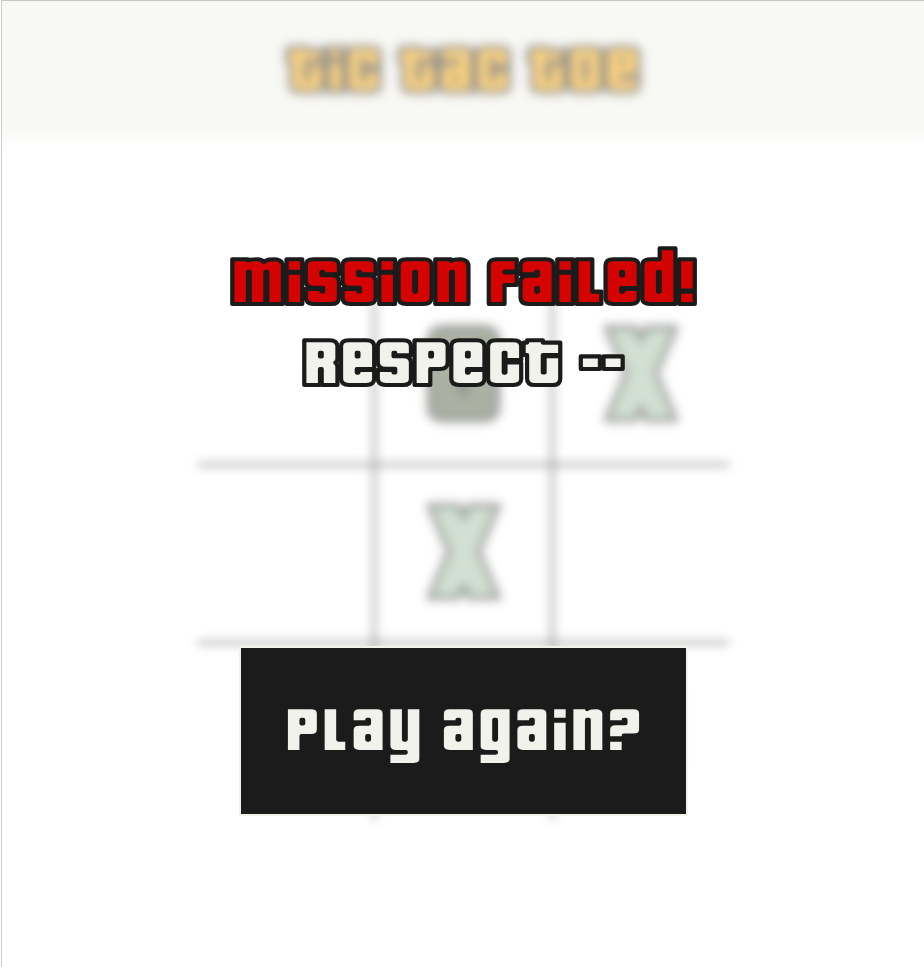 tic tac toe
mission failed!
Respect --
X
X
Play again?